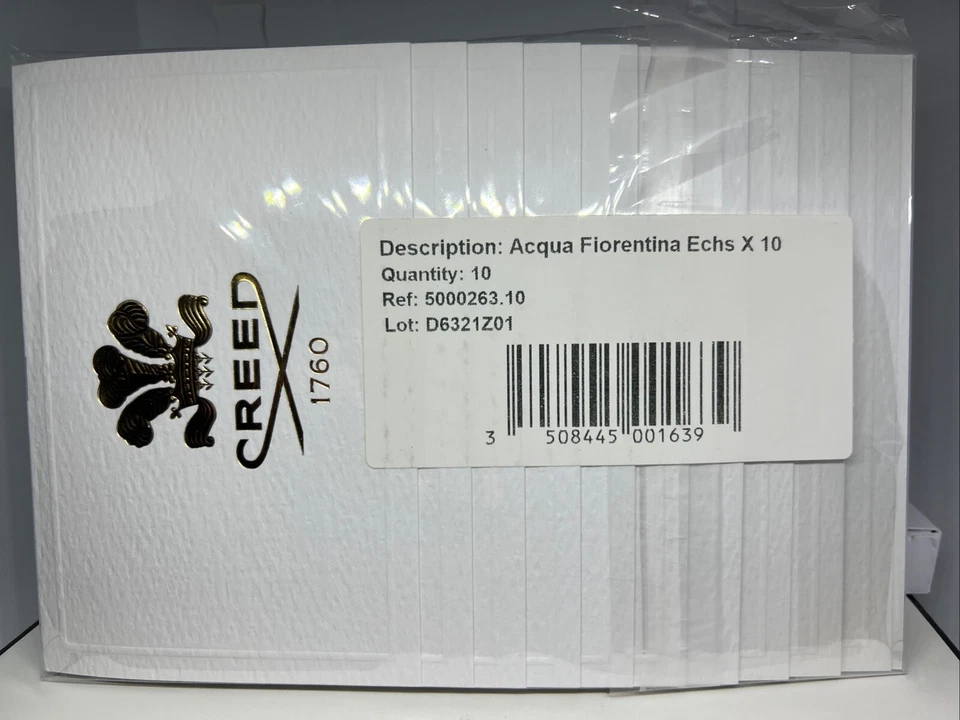 CREED
1760
Description: Acqua Fiorentina Echs X 10
Quantity: 10
Ref: 5000263.10
Lot: D6321Z01
3 508445 001639